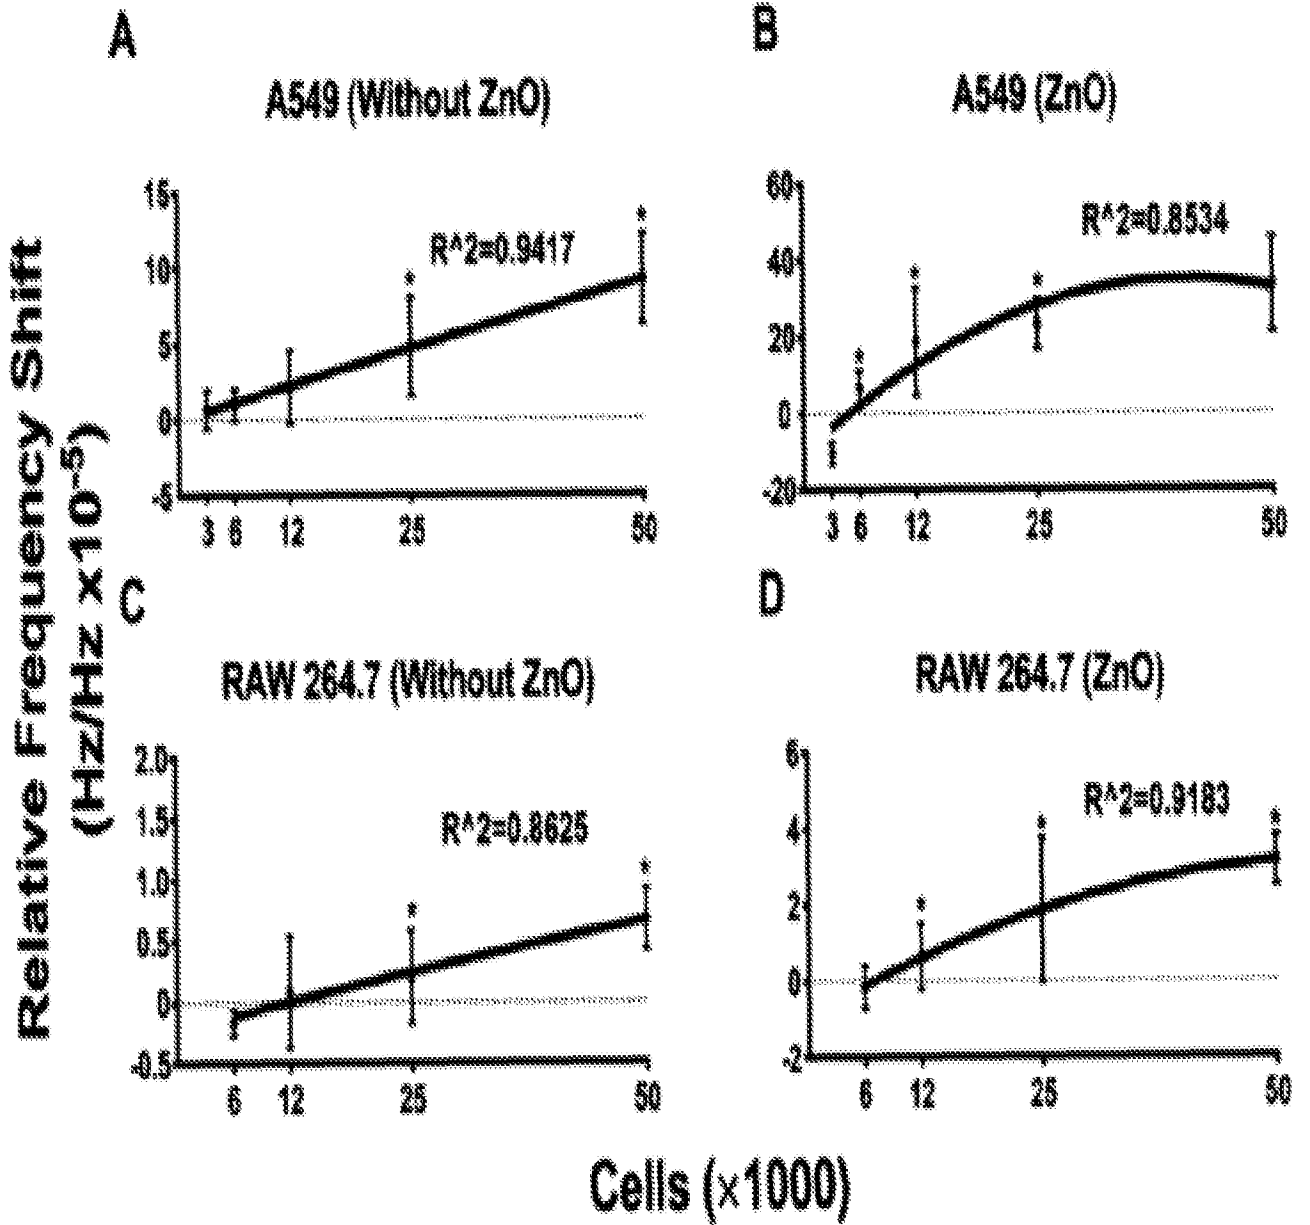 A
B
A549 (Without ZnO)
A549 (ZnO)
15
10
5
0
-5
R^2=0.9417
*
*
3 6 12 25 50
60
40
20
0
-20
R^2=0.8534
*
*
*
3 6 12 25 50
Relative Frequency Shift
(Hz/Hz x10⁻⁵)
C
D
RAW 264.7 (Without ZnO)
RAW 264.7 (ZnO)
2.0
1.5
1.0
0.5
0
-0.5
R^2=0.8625
*
*
6 12 25 50
6
4
2
0
-2
R^2=0.9183
*
*
*
6 12 25 50
Cells (×1000)